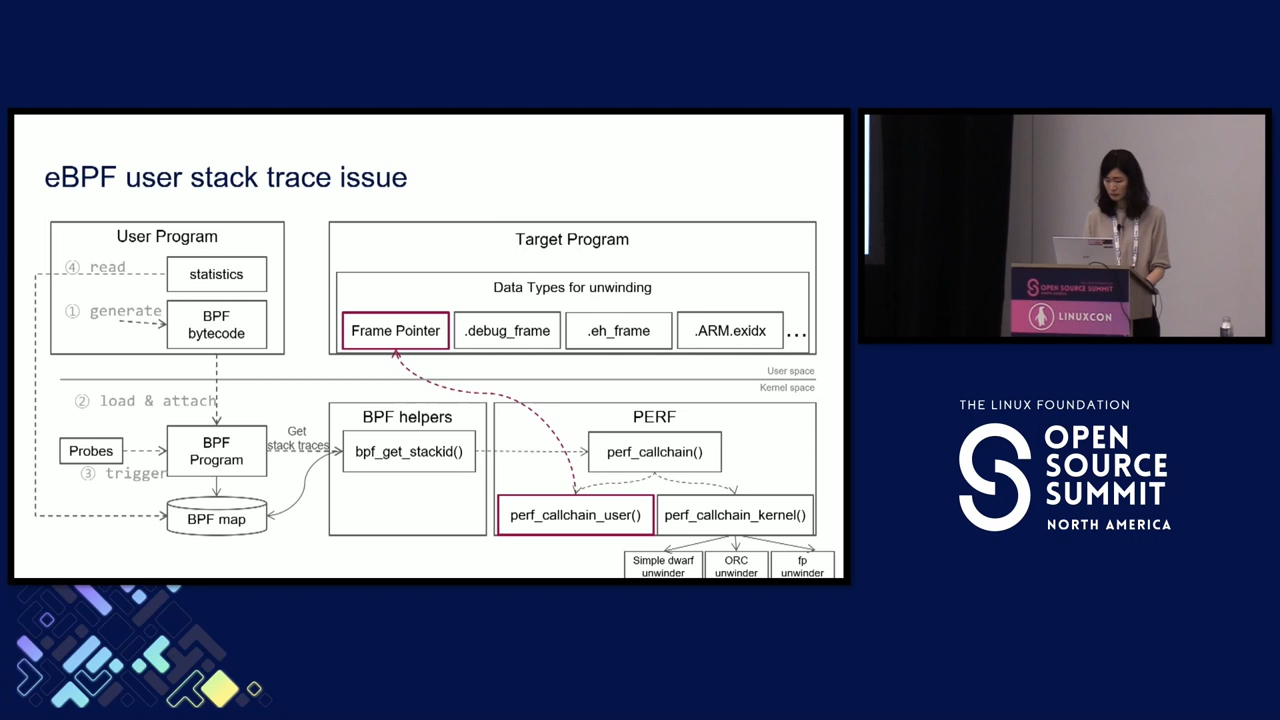 eBPF user stack trace issue
User Program
④ read
statistics
① generate
BPF
bytecode
Target Program
Data Types for unwinding
Frame Pointer
.debug_frame
.eh_frame
.ARM.exidx
...
User space
Kernel space
② load & attach
Probes
BPF
Program
③ trigger
BPF map
Get
stack traces
BPF helpers
bpf_get_stackid()
PERF
perf_callchain()
perf_callchain_user()
perf_callchain_kernel()
Simple dwarf
unwinder
ORC
unwinder
fp
unwinder
OPEN SOURCE SUMMIT
NORTH AMERICA
LINUXCON
THE LINUX FOUNDATION
OPEN
SOURCE
SUMMIT
NORTH AMERICA